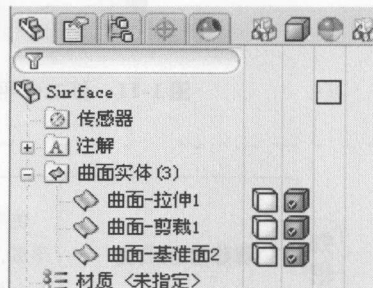 Surface
传感器
注解
曲面实体(3)
曲面-拉伸1
曲面-剪裁1
曲面-基准面2
材质 <未指定>